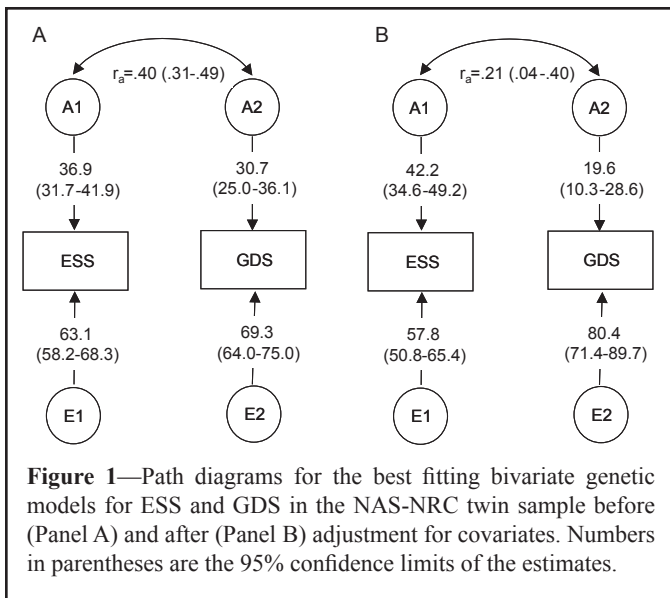 A
B
rₐ=.40 (.31-.49)
rₐ=.21 (.04-.40)
A1
A2
A1
A2
36.9
(31.7-41.9)
30.7
(25.0-36.1)
42.2
(34.6-49.2)
19.6
(10.3-28.6)
ESS
GDS
ESS
GDS
63.1
(58.2-68.3)
69.3
(64.0-75.0)
57.8
(50.8-65.4)
80.4
(71.4-89.7)
E1
E2
E1
E2
Figure 1—Path diagrams for the best fitting bivariate genetic
models for ESS and GDS in the NAS-NRC twin sample before
(Panel A) and after (Panel B) adjustment for covariates. Numbers
in parentheses are the 95% confidence limits of the estimates.